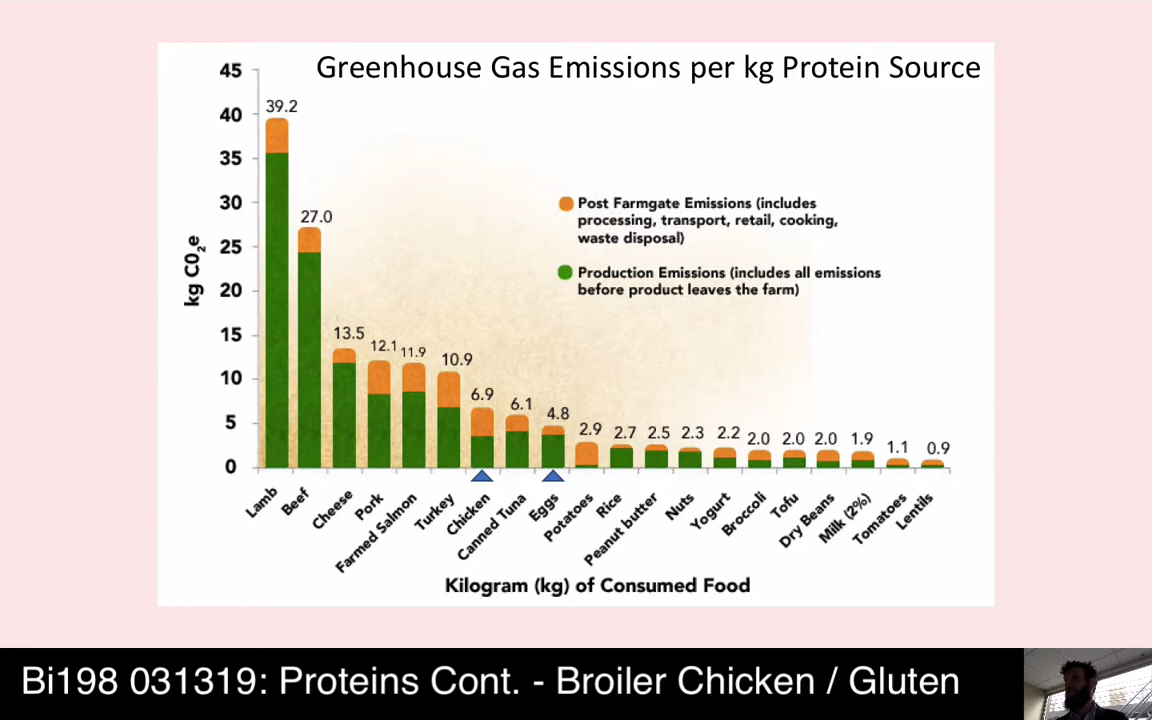 Greenhouse Gas Emissions per kg Protein Source
45
40
35
30
25
20
15
10
5
0
kg C02e
39.2
27.0
13.5
12.1
11.9
10.9
6.9
6.1
4.8
2.9
2.7
2.5
2.3
2.2
2.0
2.0
2.0
1.9
1.1
0.9
Post Farmgate Emissions (includes
processing, transport, retail, cooking,
waste disposal)
Production Emissions (includes all emissions
before product leaves the farm)
Lamb
Beef
Cheese
Pork
Farmed Salmon
Turkey
Chicken
Canned Tuna
Eggs
Potatoes
Rice
Peanut butter
Nuts
Yogurt
Broccoli
Tofu
Dry Beans
Milk (2%)
Tomatoes
Lentils
Kilogram (kg) of Consumed Food
Bi198 031319: Proteins Cont. - Broiler Chicken / Gluten